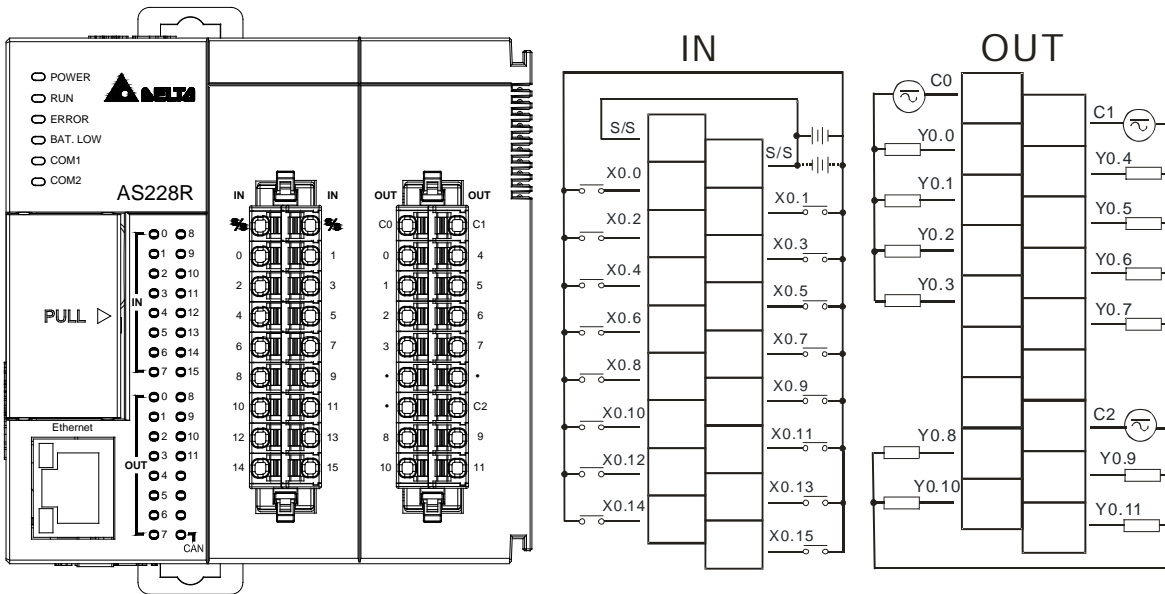 POWER
RUN
ERROR
BAT. LOW
COM1
COM2
DELTA
AS228R
PULL
IN
0 8
1 9
2 10
3 11
4 12
5 13
6 14
7 15
OUT
0 8
1 9
2 10
3 11
4
5
6
7
CAN
Ethernet
IN IN
S/S S/S
0 1
2 3
4 5
6 7
8 9
10 11
12 13
14 15
OUT OUT
C0 C1
0 4
1 5
2 6
3 7
• •
• C2
8 9
10 11
IN
S/S
S/S
X0.0
X0.1
X0.2
X0.3
X0.4
X0.5
X0.6
X0.7
X0.8
X0.9
X0.10
X0.11
X0.12
X0.13
X0.14
X0.15
OUT
C0
C1
Y0.0
Y0.4
Y0.1
Y0.5
Y0.2
Y0.6
Y0.3
Y0.7
C2
Y0.8
Y0.9
Y0.10
Y0.11